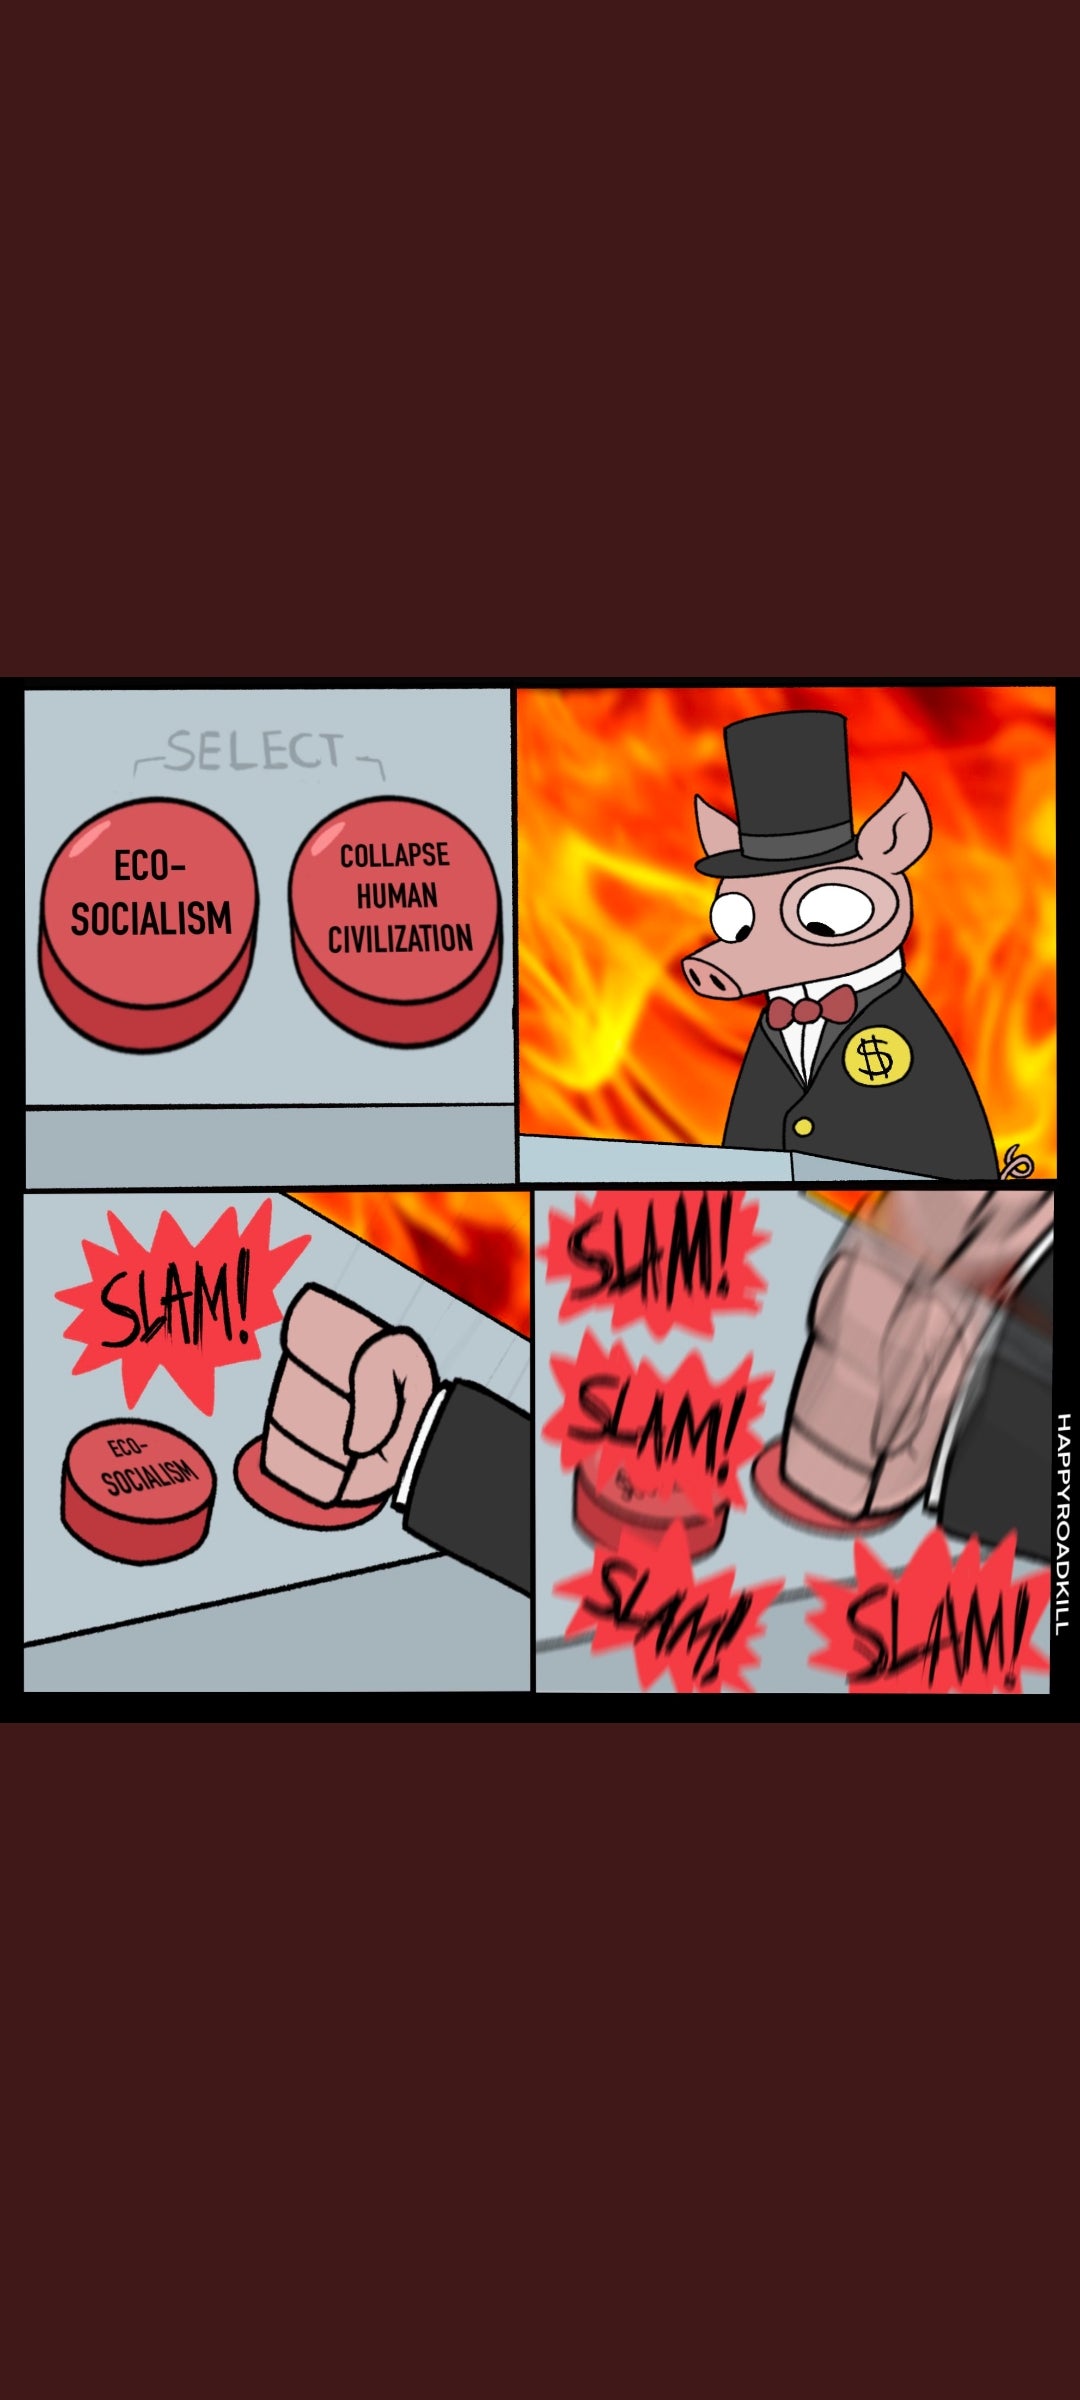 SELECT
ECO-
SOCIALISM
COLLAPSE
HUMAN
CIVILIZATION
$
SLAM!
ECO-
SOCIALISM
SLAM!
SLAM!
SLAM!
SLAM!
HAPPYROADKILL